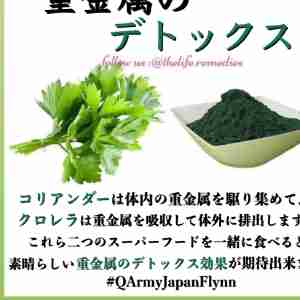 重金属の
デトックス
follow us :@thelife.remedies
コリアンダーは体内の重金属を駆り集めて、
クロレラは重金属を吸収して体外に排出します
これら二つのスーパーフードを一緒に食べると
素晴らしい重金属のデトックス効果が期待出来ま
#QArmyJapanFlynn